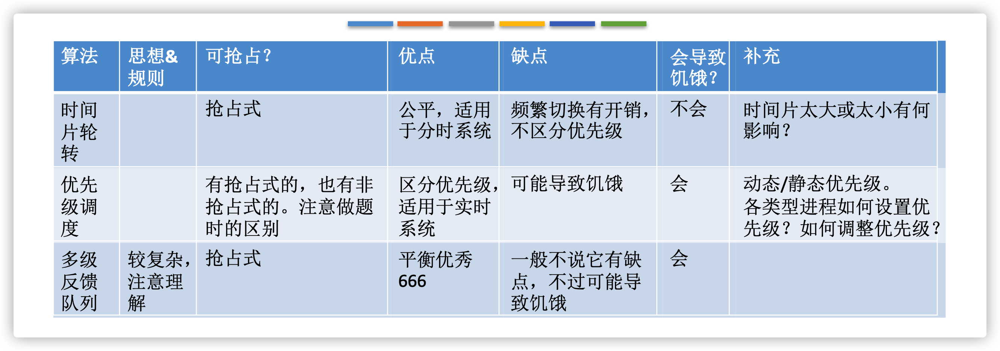 算法
思想&
规则
可抢占？
优点
缺点
会导致
饥饿？
补充
时间
片轮
转
抢占式
公平，适用
于分时系统
频繁切换有开销，
不区分优先级
不会
时间片太大或太小有何
影响？
优先
级调
度
有抢占式的，也有非
抢占式的。注意做题
时的区别
区分优先级，
适用于实时
系统
可能导致饥饿
会
动态/静态优先级。
各类型进程如何设置优
先级？如何调整优先级？
多级
反馈
队列
较复杂，
注意理
解
抢占式
平衡优秀
666
一般不说它有缺
点，不过可能导
致饥饿
会